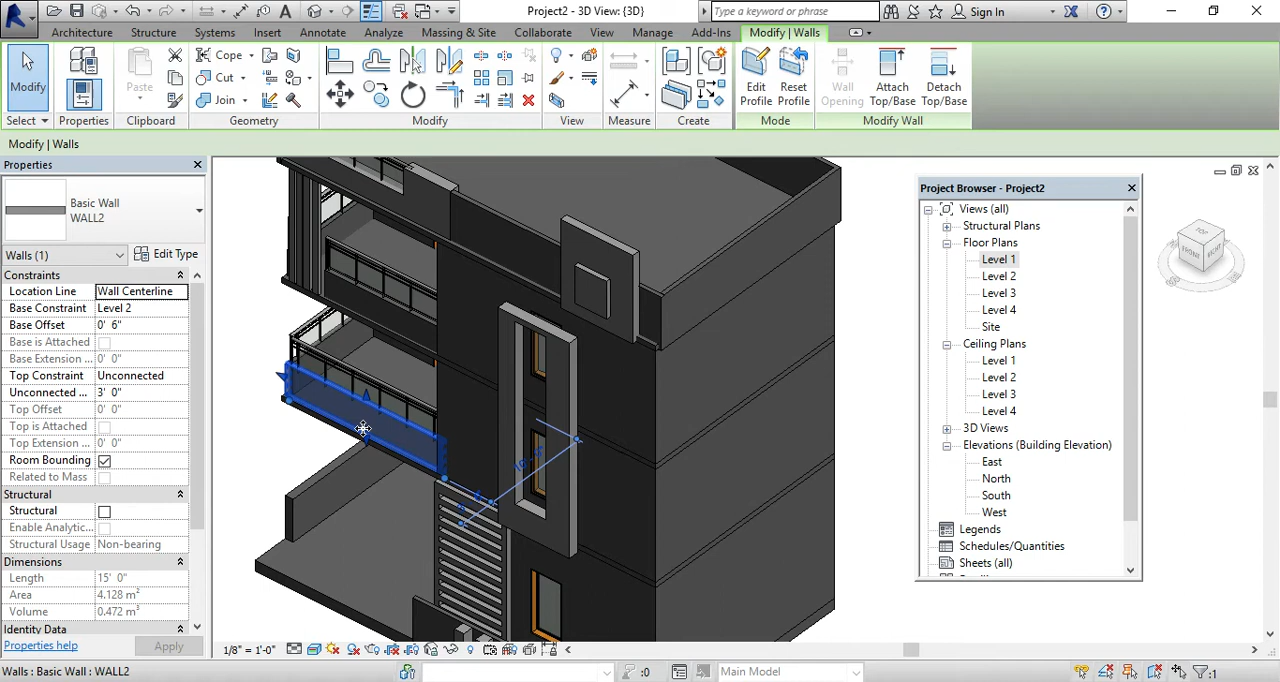 Project2 - 3D View: {3D}
Type a keyword or phrase
Sign In
Architecture Structure Systems Insert Annotate Analyze Massing & Site Collaborate View Manage Add-Ins Modify | Walls
Modify
Select
Properties
Paste
Clipboard
Cope
Cut
Join
Geometry
Modify
View
Measure
Create
Edit Profile
Reset Profile
Mode
Wall Opening
Attach Top/Base
Detach Top/Base
Modify Wall
Modify | Walls
Properties
Basic Wall
WALL2
Walls (1)
Edit Type
Constraints
Location Line Wall Centerline
Base Constraint Level 2
Base Offset 0' 6"
Base is Attached
Base Extension ... 0' 0"
Top Constraint Unconnected
Unconnected ... 3' 0"
Top Offset 0' 0"
Top is Attached
Top Extension ... 0' 0"
Room Bounding
Related to Mass
Structural
Structural
Enable Analytic...
Structural Usage Non-bearing
Dimensions
Length 15' 0"
Area 4.128 m²
Volume 0.472 m³
Identity Data
Properties help
Apply
TOP
FRONT
RIGHT
Project Browser - Project2
Views (all)
Structural Plans
Floor Plans
Level 1
Level 2
Level 3
Level 4
Site
Ceiling Plans
Level 1
Level 2
Level 3
Level 4
3D Views
Elevations (Building Elevation)
East
North
South
West
Legends
Schedules/Quantities
Sheets (all)
1/8" = 1'-0"
Walls : Basic Wall : WALL2
:0
Main Model
:1